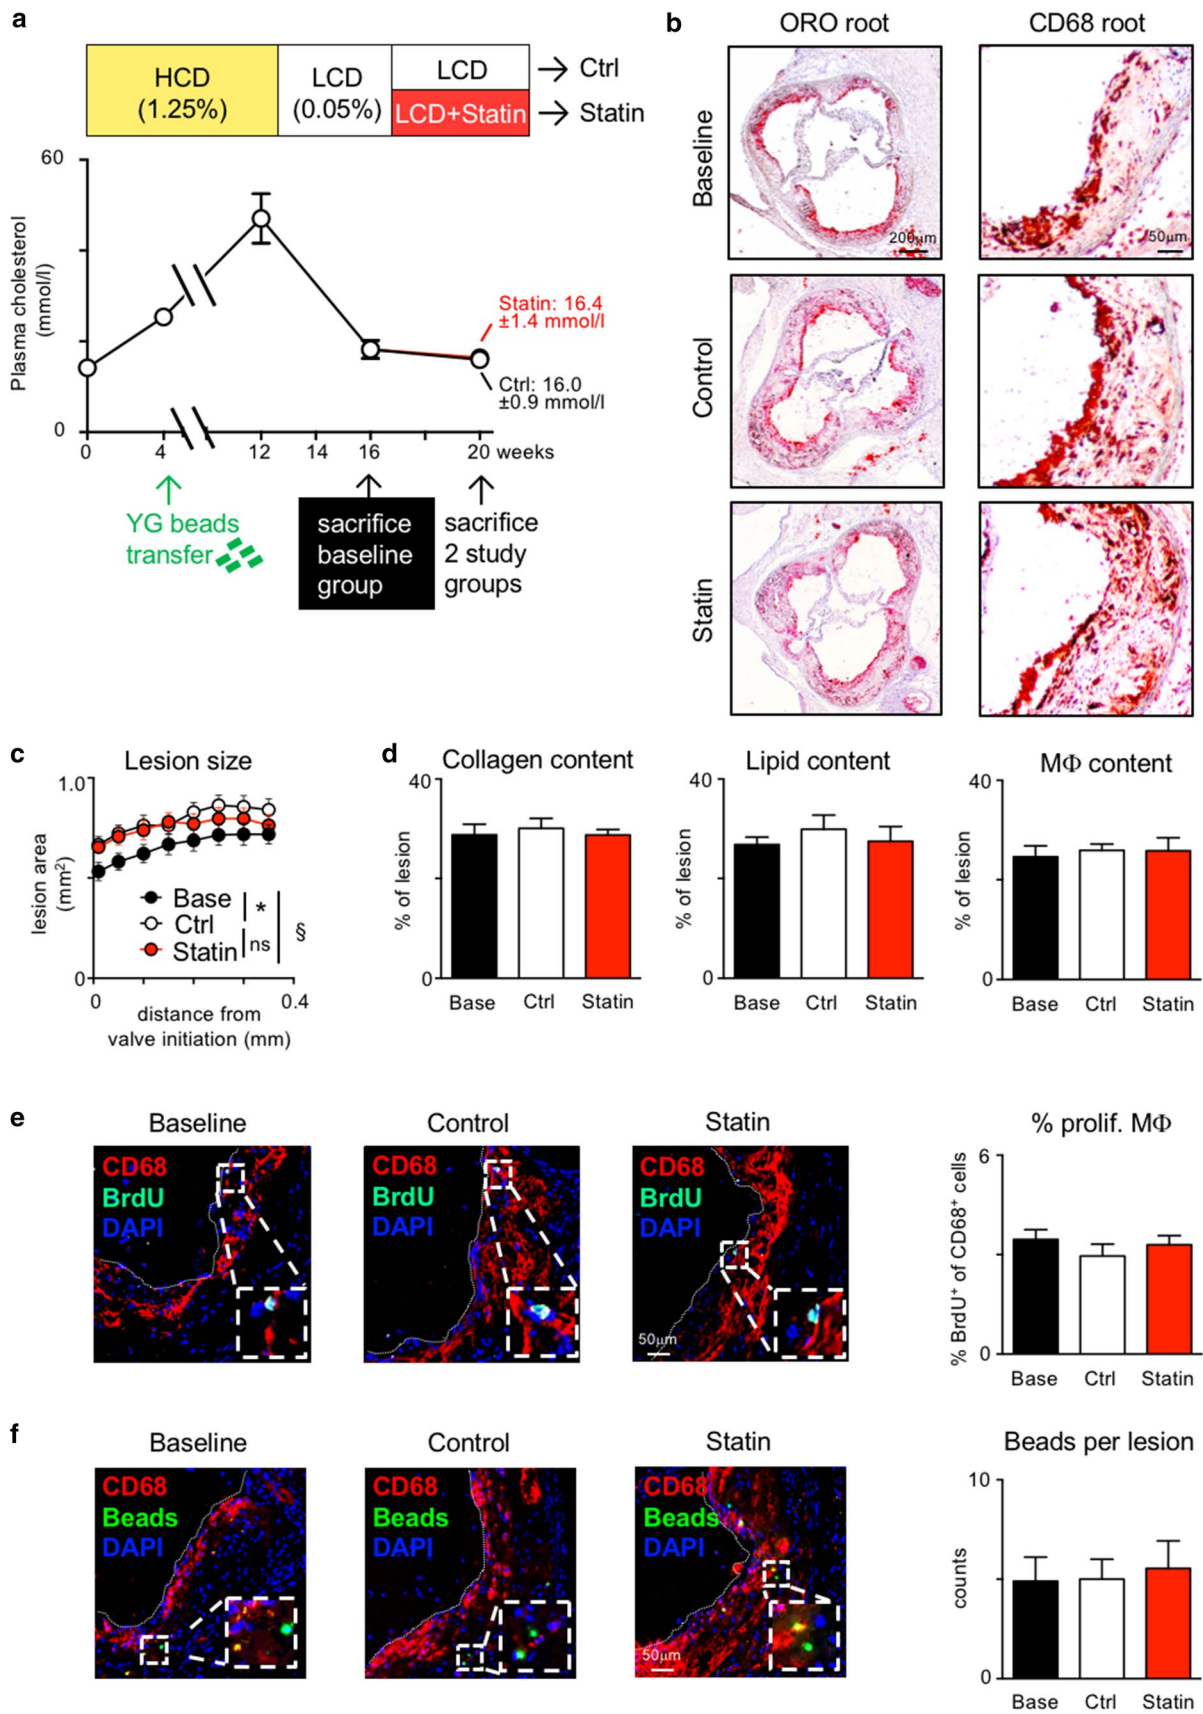 a
HCD
(1.25%)
LCD
(0.05%)
LCD
LCD+Statin
Ctrl
Statin
60
Plasma cholesterol
(mmol/l)
0
Statin: 16.4
±1.4 mmol/l
Ctrl: 16.0
±0.9 mmol/l
0 4 12 14 16 20 weeks
YG beads
transfer
sacrifice
baseline
group
sacrifice
2 study
groups
b
ORO root
CD68 root
Baseline
200µm
50µm
Control
Statin
c
Lesion size
1.0
lesion area
(mm²)
0
Base
Ctrl
Statin
*
ns
§
0 0.4
distance from
valve initiation (mm)
d
Collagen content
40
% of lesion
0
Base Ctrl Statin
Lipid content
40
% of lesion
0
Base Ctrl Statin
MΦ content
40
% of lesion
0
Base Ctrl Statin
e
Baseline
CD68
BrdU
DAPI
Control
CD68
BrdU
DAPI
Statin
CD68
BrdU
DAPI
50µm
% prolif. MΦ
6
% BrdU⁺ of CD68⁺ cells
0
Base Ctrl Statin
f
Baseline
CD68
Beads
DAPI
Control
CD68
Beads
DAPI
Statin
CD68
Beads
DAPI
50µm
Beads per lesion
10
counts
0
Base Ctrl Statin